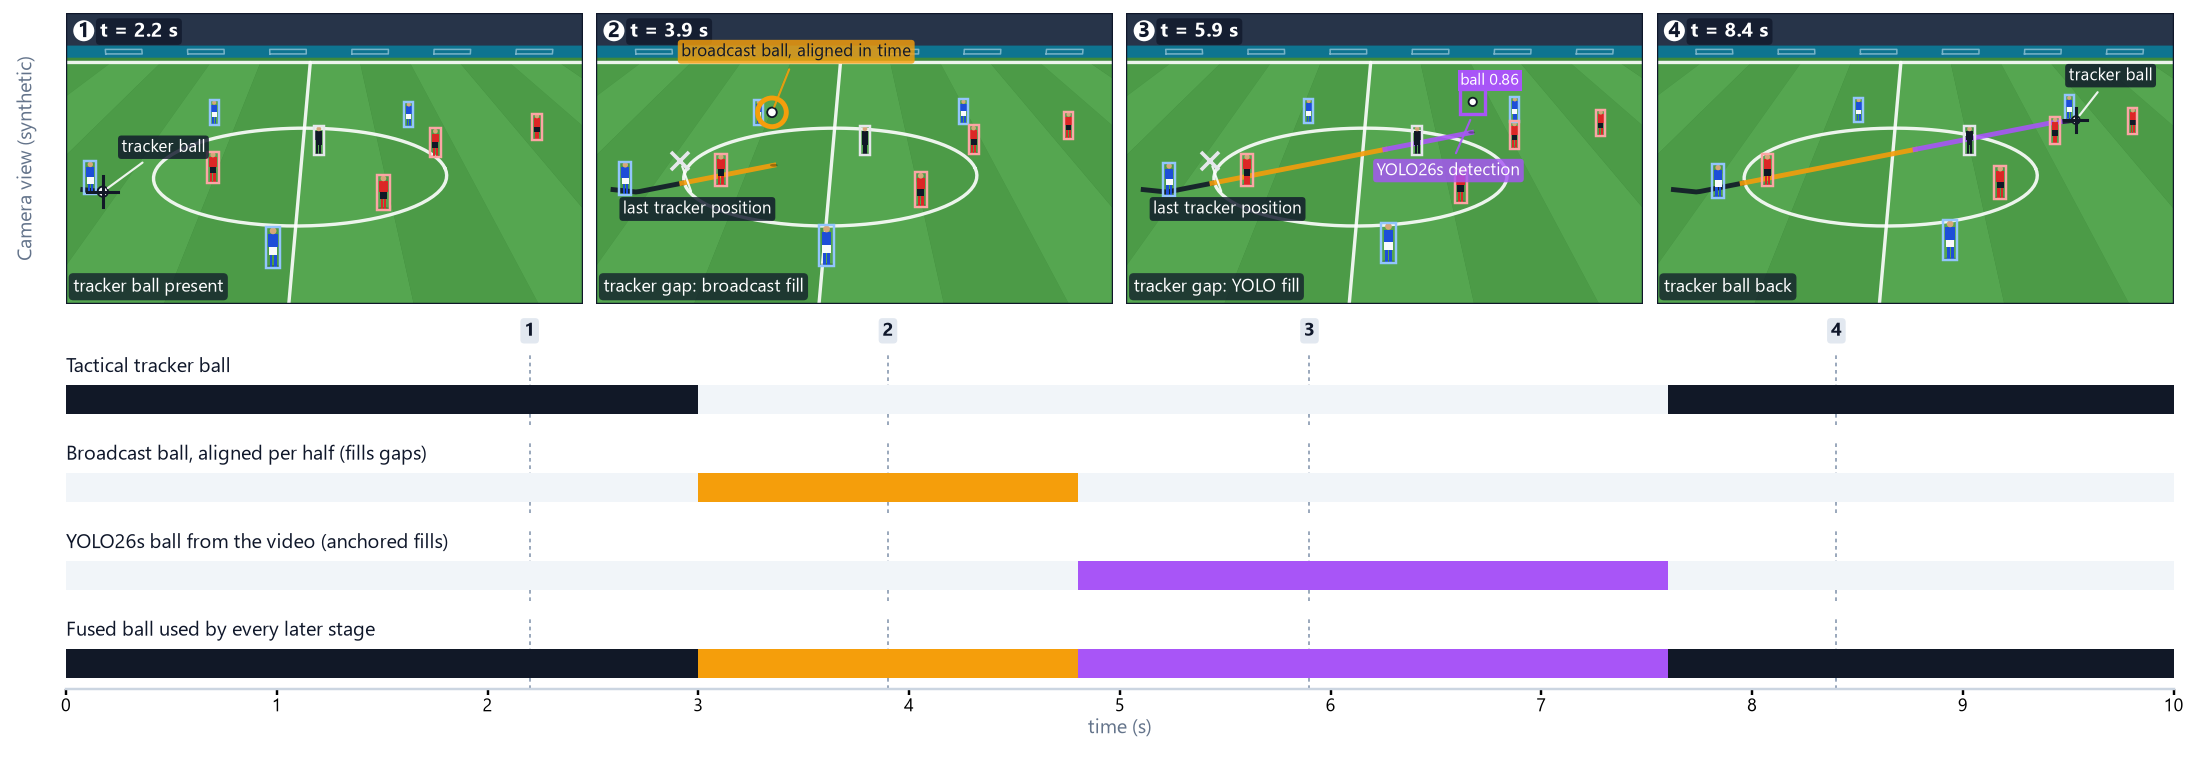 Camera view (synthetic)
1 t = 2.2 s
tracker ball
tracker ball present
2 t = 3.9 s
broadcast ball, aligned in time
last tracker position
tracker gap: broadcast fill
3 t = 5.9 s
ball 0.86
YOLO26s detection
last tracker position
tracker gap: YOLO fill
4 t = 8.4 s
tracker ball
tracker ball back
1 2 3 4
Tactical tracker ball
Broadcast ball, aligned per half (fills gaps)
YOLO26s ball from the video (anchored fills)
Fused ball used by every later stage
0 1 2 3 4 5 6 7 8 9 10
time (s)